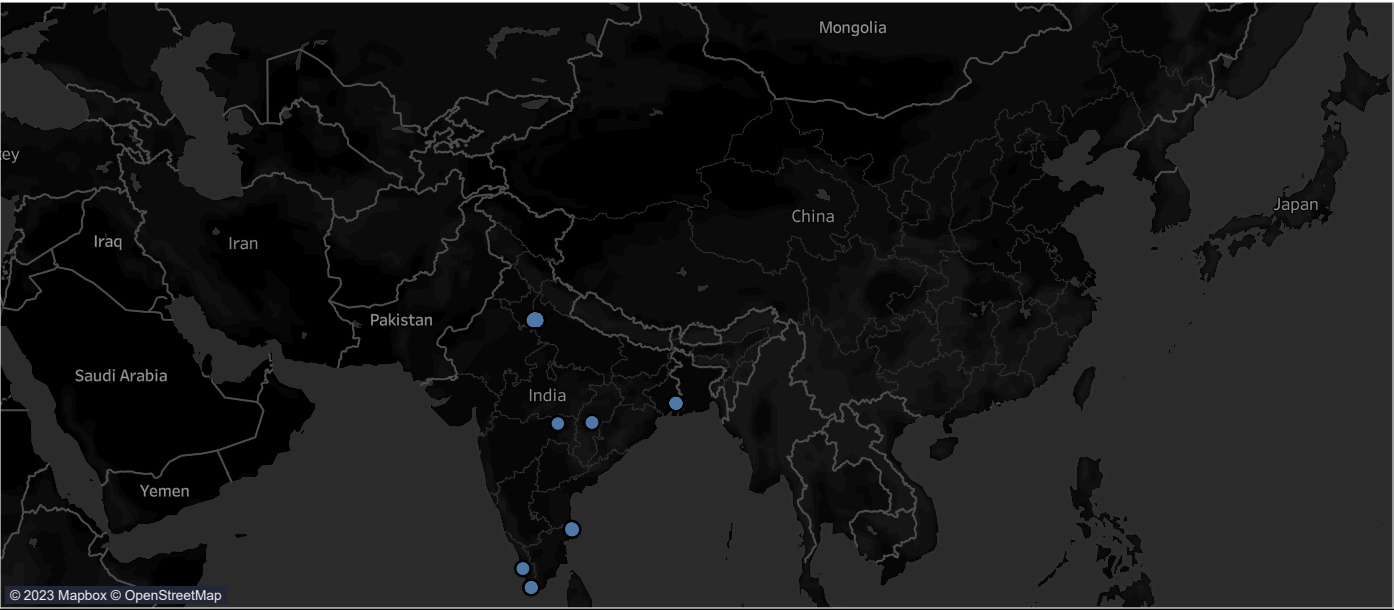 Mongolia
ey
China
Japan
Iraq
Iran
Pakistan
Saudi Arabia
India
Yemen
© 2023 Mapbox © OpenStreetMap